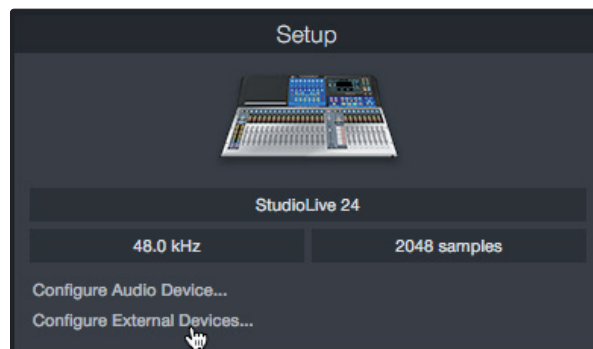 Setup
StudioLive 24
48.0 kHz 2048 samples
Configure Audio Device...
Configure External Devices...